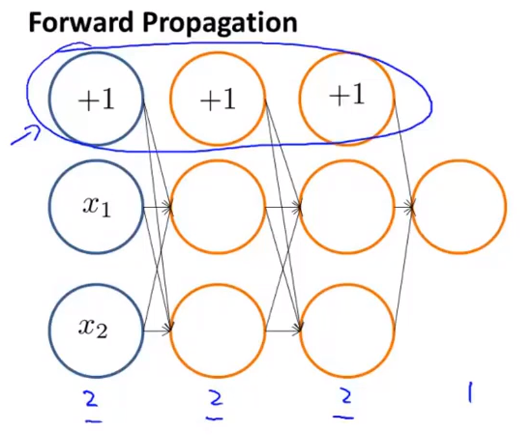 Forward Propagation
+1 +1 +1
x₁
x₂
2 2 2 1